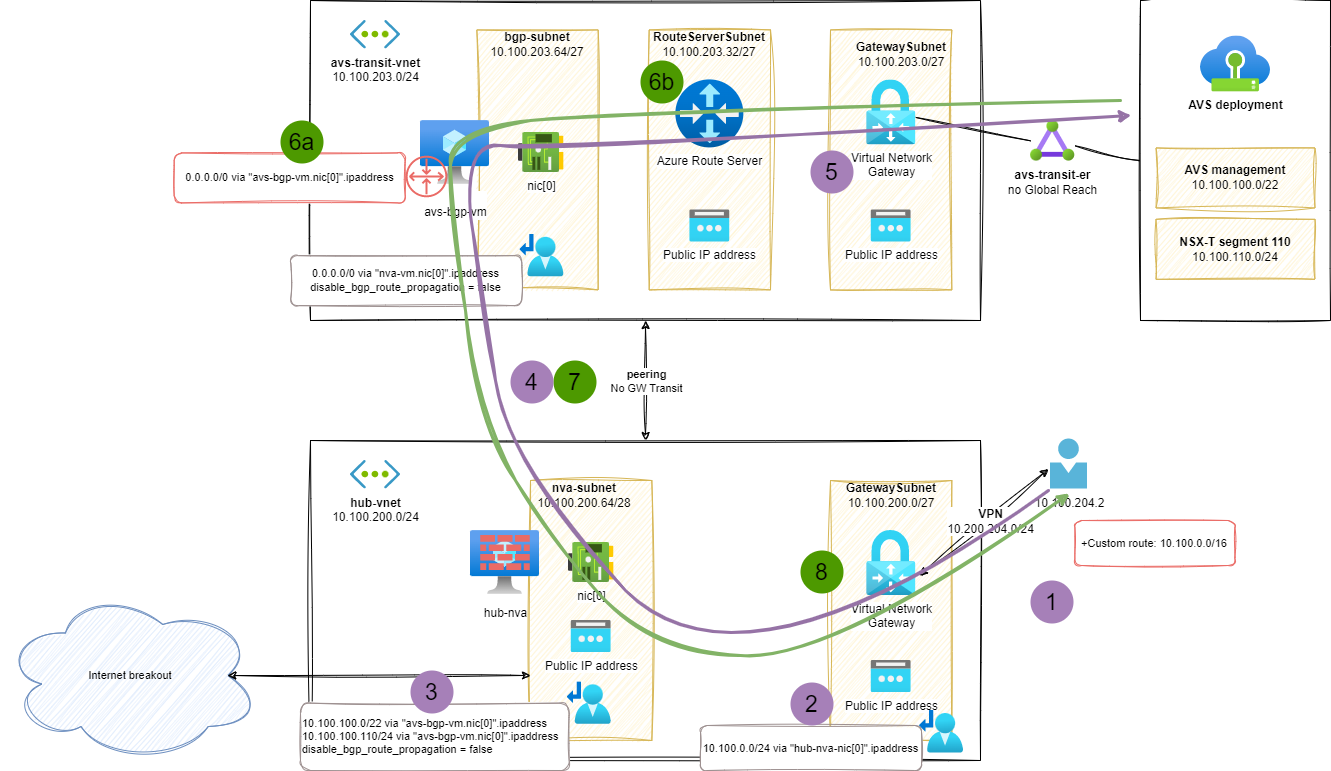 avs-transit-vnet
10.100.203.0/24
bgp-subnet
10.100.203.64/27
RouteServerSubnet
10.100.203.32/27
GatewaySubnet
10.100.203.0/27
AVS deployment
6b
6a
0.0.0.0/0 via "avs-bgp-vm.nic[0]".ipaddress
avs-bgp-vm
nic[0]
Azure Route Server
Virtual Network
Gateway
5
avs-transit-er
no Global Reach
AVS management
10.100.100.0/22
NSX-T segment 110
10.100.110.0/24
Public IP address
Public IP address
0.0.0.0/0 via "nva-vm.nic[0]".ipaddress
disable_bgp_route_propagation = false
4
7
peering
No GW Transit
hub-vnet
10.100.200.0/24
nva-subnet
10.100.200.64/28
GatewaySubnet
10.100.200.0/27
10.100.204.2
VPN
10.200.204.0/24
+Custom route: 10.100.0.0/16
hub-nva
nic[0]
8
Virtual Network
Gateway
1
Public IP address
Internet breakout
3
10.100.100.0/22 via "avs-bgp-vm.nic[0]".ipaddress
10.100.100.110/24 via "avs-bgp-vm.nic[0]".ipaddress
disable_bgp_route_propagation = false
2
Public IP address
10.100.0.0/24 via "hub-nva-nic[0]".ipaddress